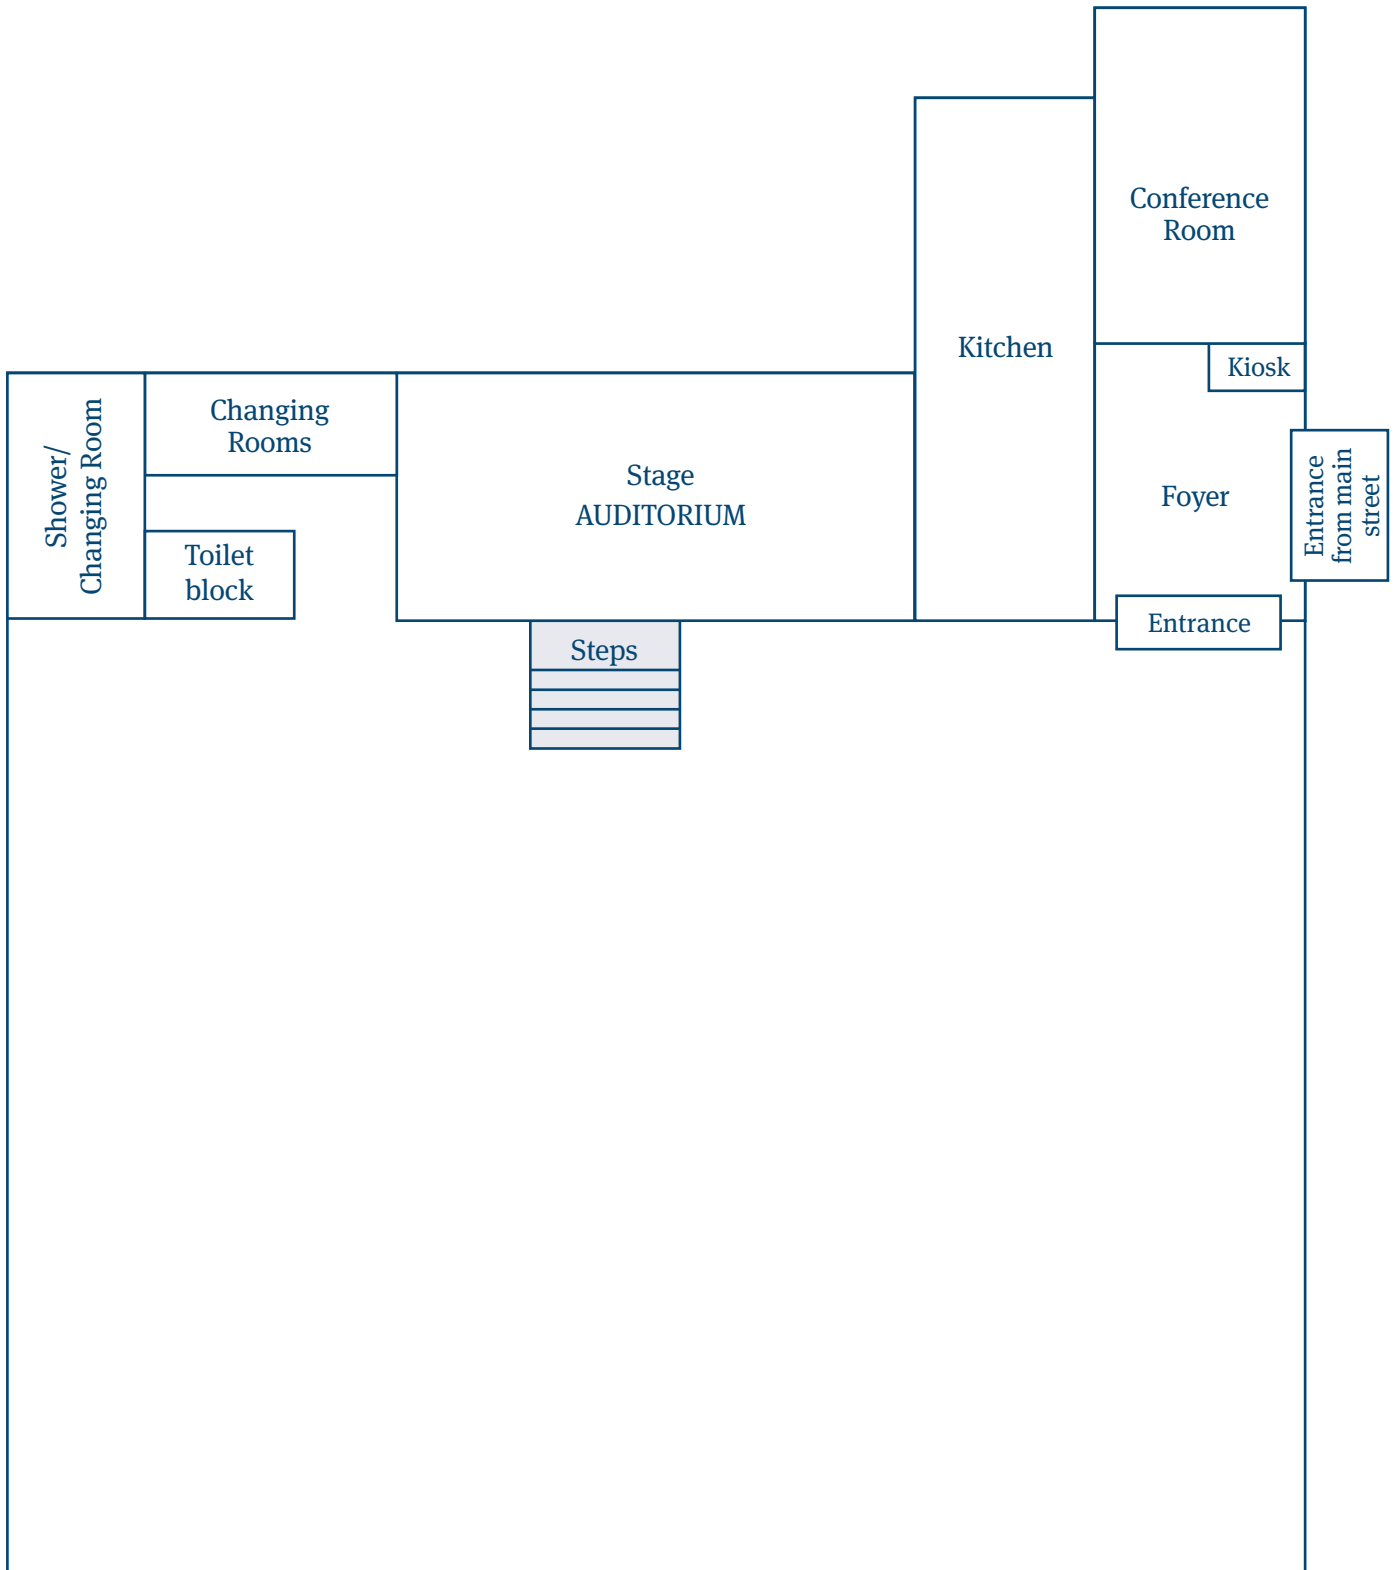 Conference
Room
Kitchen
Kiosk
Shower/
Changing Room
Changing
Rooms
Stage
AUDITORIUM
Foyer
Entrance
from main
street
Toilet
block
Steps
Entrance